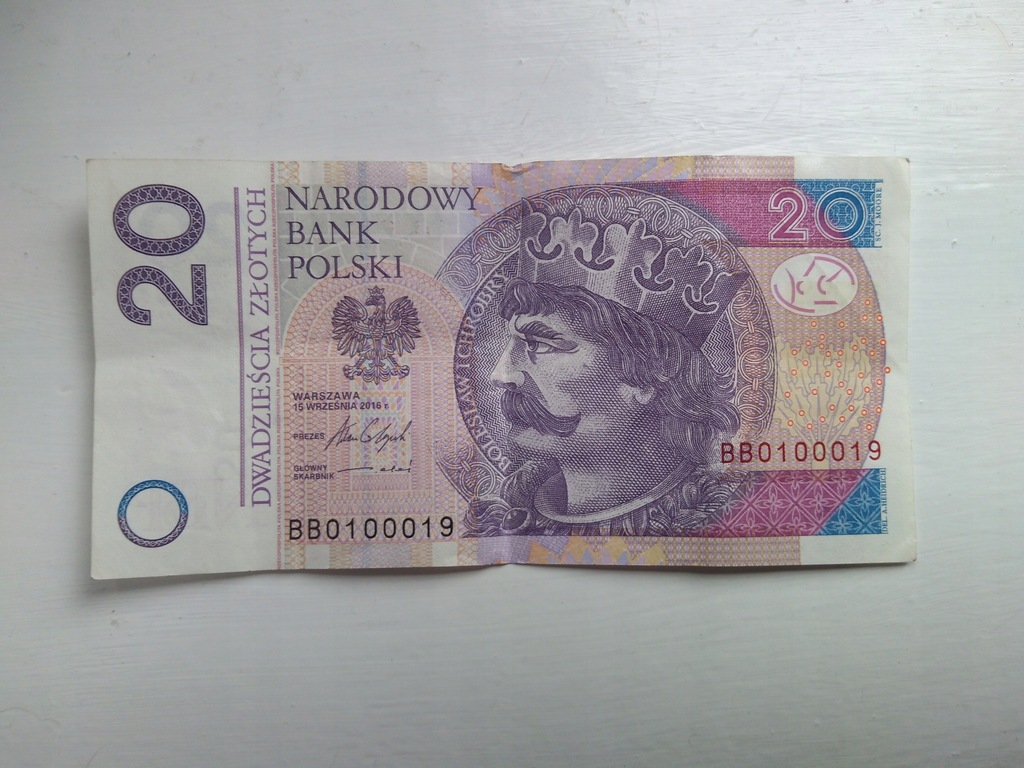 20
DWADZIEŚCIA ZŁOTYCH
NARODOWY
BANK
POLSKI
WARSZAWA
15 WRZEŚNIA 2016 r.
PREZES
GŁÓWNY
SKARBNIK
BB0100019
BOLESŁAW I CHROBRY
20
BB0100019